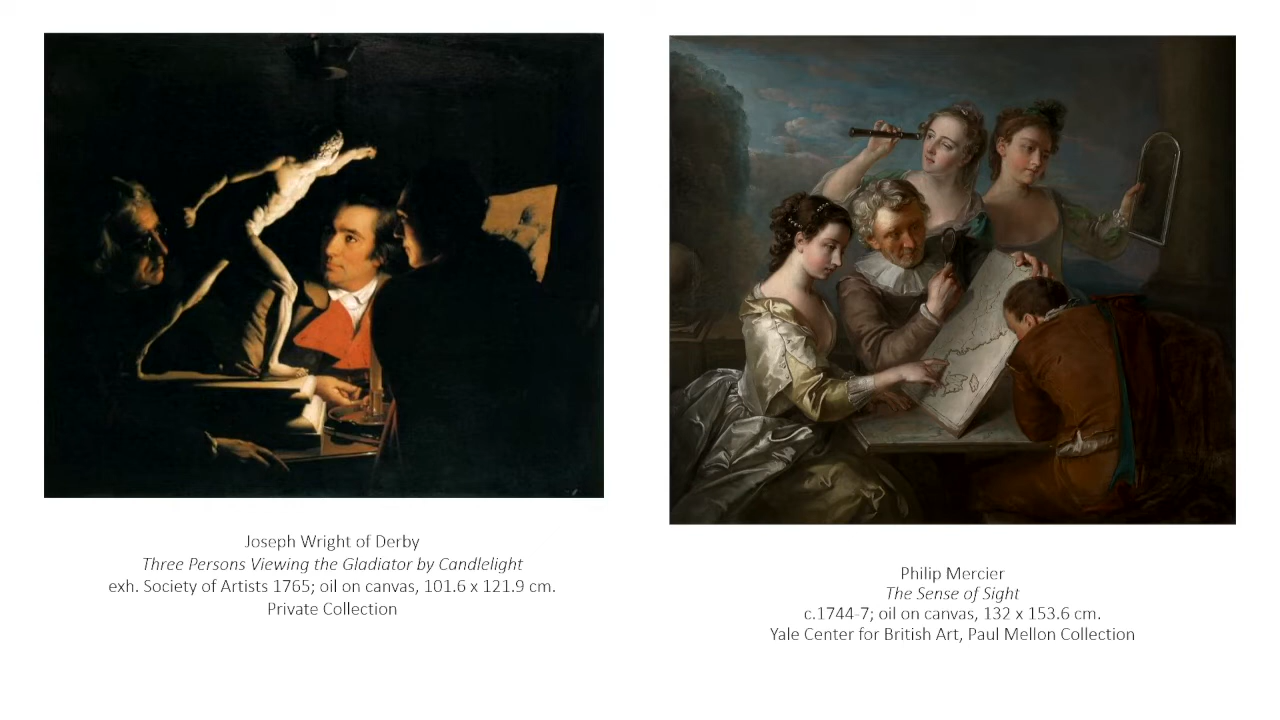 Joseph Wright of Derby
Three Persons Viewing the Gladiator by Candlelight
exh. Society of Artists 1765; oil on canvas, 101.6 x 121.9 cm.
Private Collection
Philip Mercier
The Sense of Sight
c.1744-7; oil on canvas, 132 x 153.6 cm.
Yale Center for British Art, Paul Mellon Collection